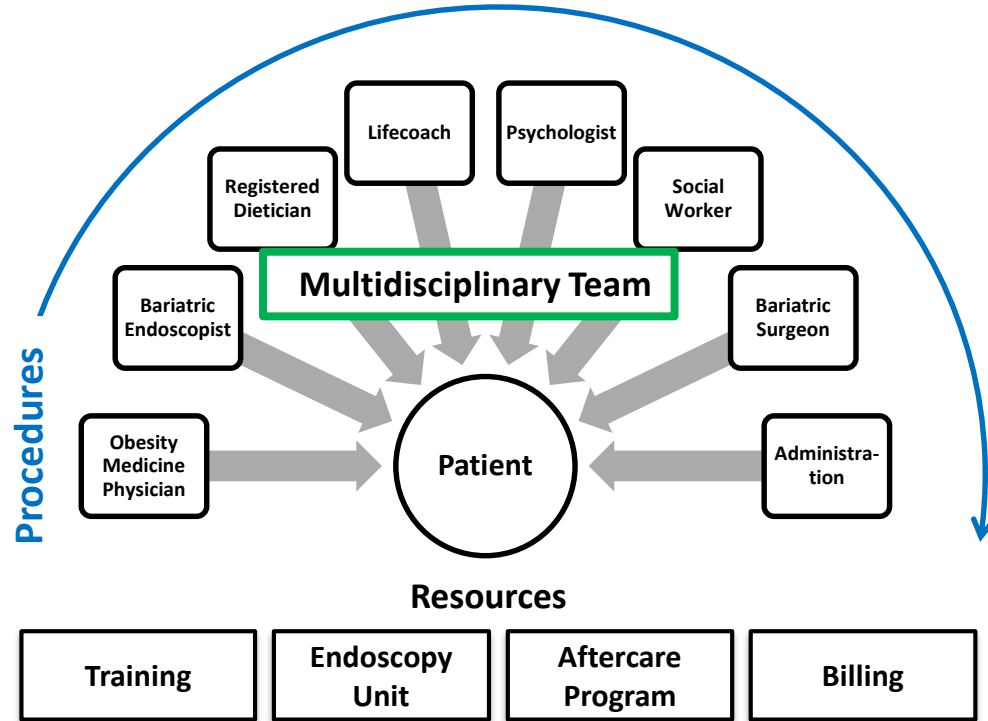 Lifecoach
Psychologist
Registered
Dietician
Social
Worker
Multidisciplinary Team
Bariatric
Endoscopist
Bariatric
Surgeon
Procedures
Obesity
Medicine
Physician
Patient
Administra-
tion
Resources
Training
Endoscopy
Unit
Aftercare
Program
Billing